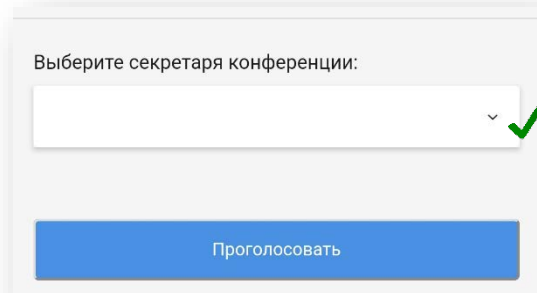 Выберите секретаря конференции:
Проголосовать